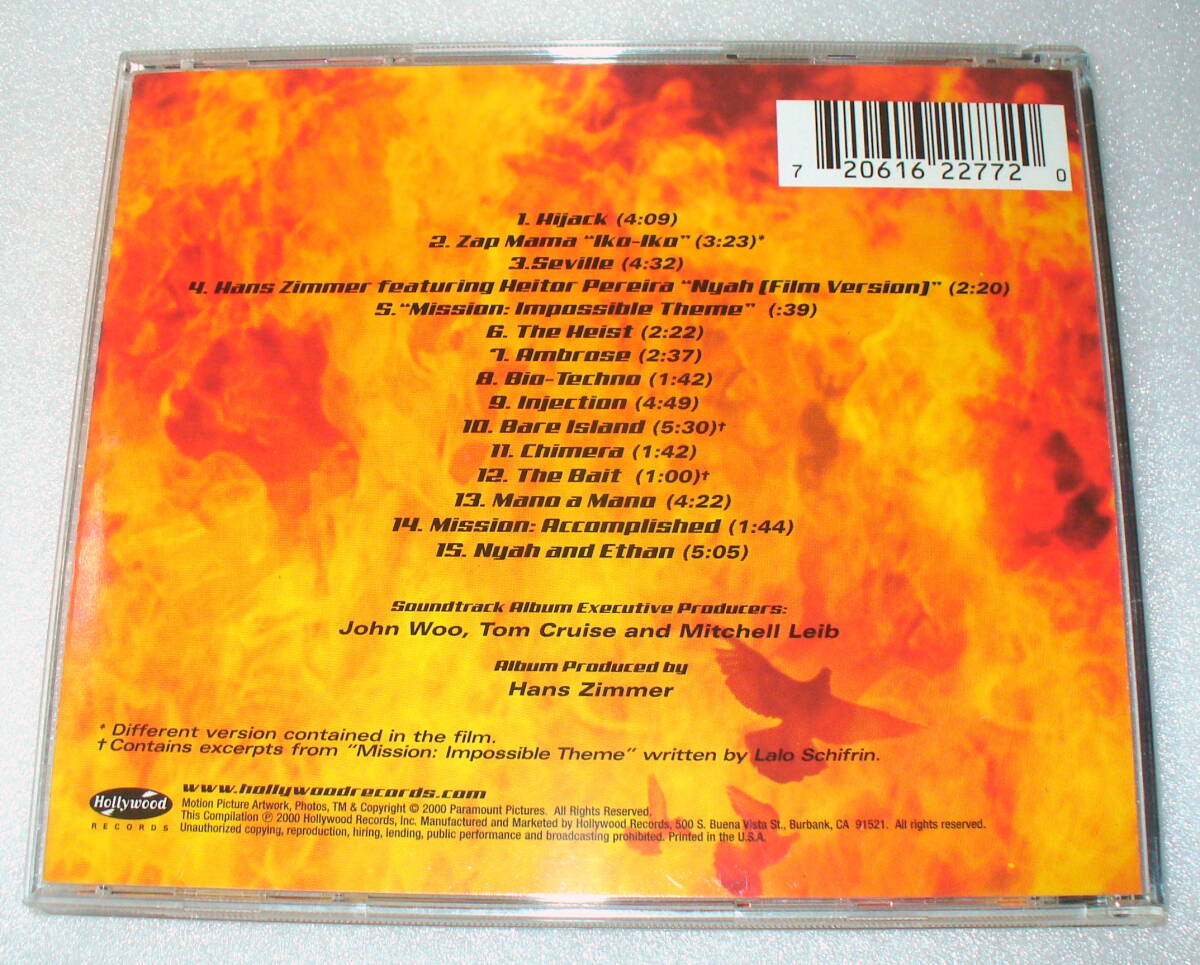 7 20616 22772 0
1. Hijack (4:09)
2. Zap Mama "Iko-Iko" (3:23)*
3.Seville (4:32)
4. Hans Zimmer featuring Heitor Pereira "Nyah (Film Version)" (2:20)
5."Mission: Impossible Theme" (:39)
6. The Heist (2:22)
7. Ambrose (2:37)
8. Bio-Techno (1:42)
9. Injection (4:49)
10. Bare Island (5:30)†
11. Chimera (1:42)
12. The Bait (1:00)†
13. Mano a Mano (4:22)
14. Mission: Accomplished (1:44)
15. Nyah and Ethan (5:05)
Soundtrack Album Executive Producers:
John Woo, Tom Cruise and Mitchell Leib
Album Produced by
Hans Zimmer
* Different version contained in the film.
† Contains excerpts from "Mission: Impossible Theme" written by Lalo Schifrin.
www.hollywoodrecords.com
Hollywood
RECORDS
Motion Picture Artwork, Photos, TM & Copyright © 2000 Paramount Pictures. All Rights Reserved.
This Compilation ℗ 2000 Hollywood Records, Inc. Manufactured and Marketed by Hollywood Records, 500 S. Buena Vista St., Burbank, CA 91521. All rights reserved.
Unauthorized copying, reproduction, hiring, lending, public performance and broadcasting prohibited. Printed in the U.S.A.